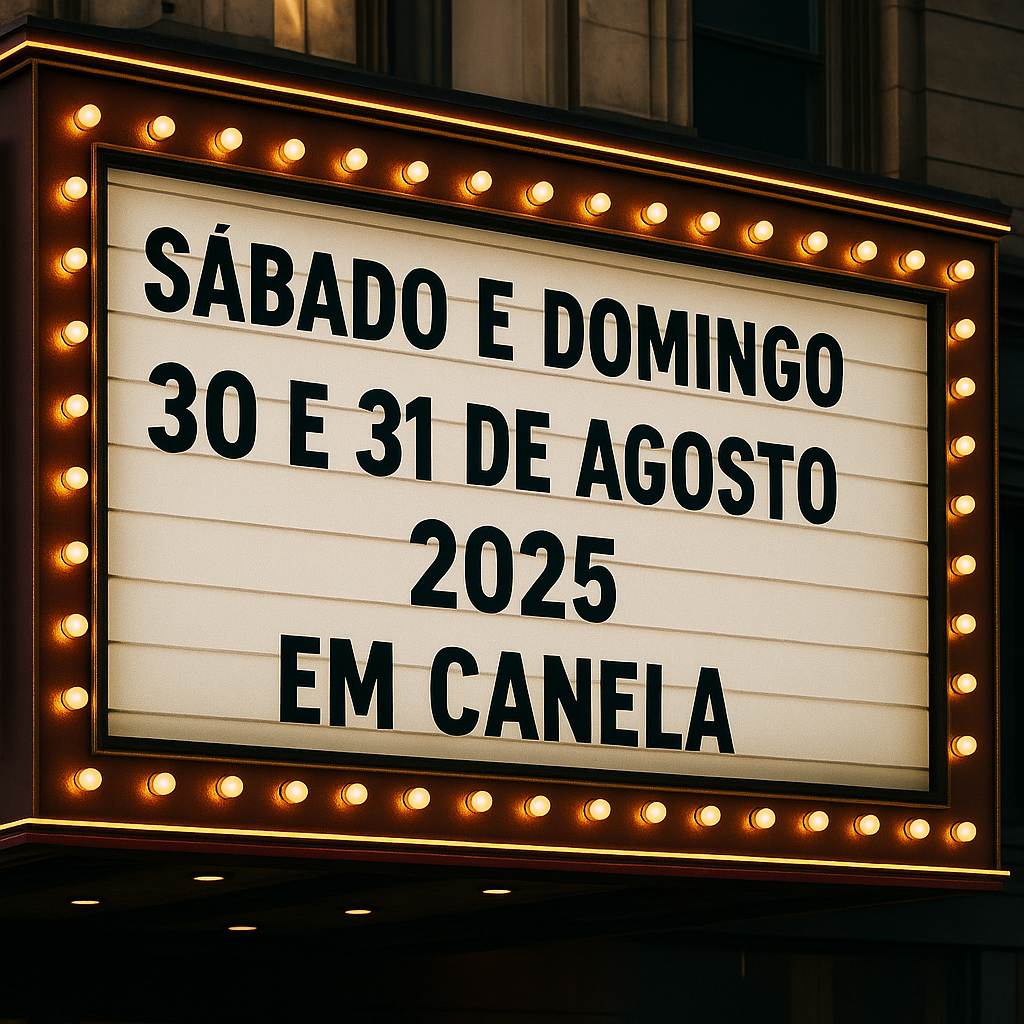 SÁBADO E DOMINGO
30 E 31 DE AGOSTO
2025
EM CANELA